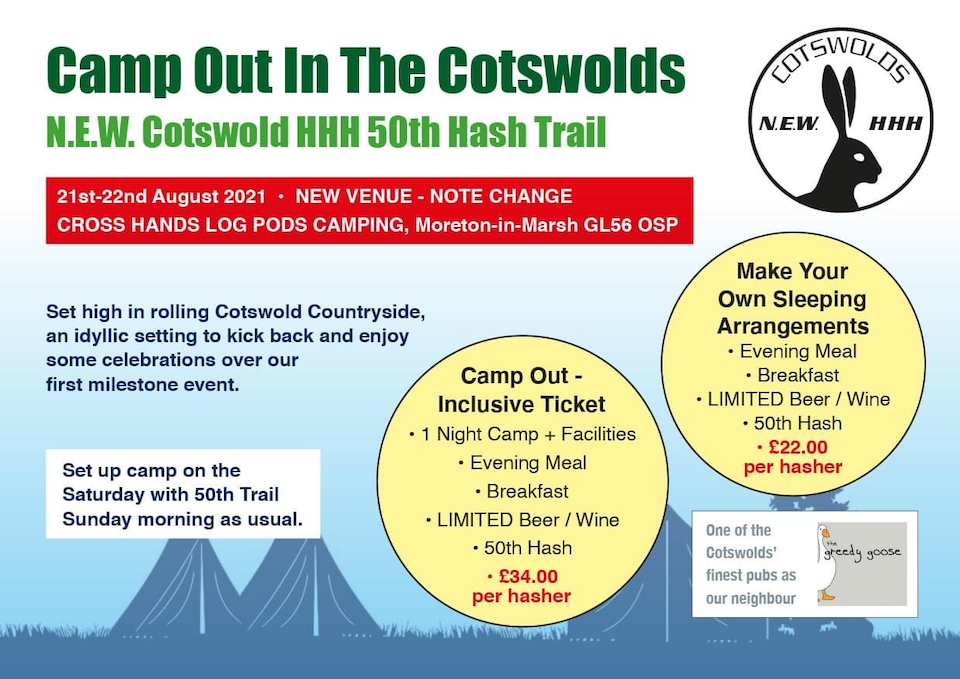 Camp Out In The Cotswolds
N.E.W. Cotswold HHH 50th Hash Trail
COTSWOLDS
N.E.W. HHH
21st-22nd August 2021 • NEW VENUE - NOTE CHANGE
CROSS HANDS LOG PODS CAMPING, Moreton-in-Marsh GL56 OSP
Set high in rolling Cotswold Countryside,
an idyllic setting to kick back and enjoy
some celebrations over our
first milestone event.
Set up camp on the
Saturday with 50th Trail
Sunday morning as usual.
Camp Out -
Inclusive Ticket
• 1 Night Camp + Facilities
• Evening Meal
• Breakfast
• LIMITED Beer / Wine
• 50th Hash
• £34.00
per hasher
Make Your
Own Sleeping
Arrangements
• Evening Meal
• Breakfast
• LIMITED Beer / Wine
• 50th Hash
• £22.00
per hasher
One of the
Cotswolds'
finest pubs as
our neighbour
the
greedy goose